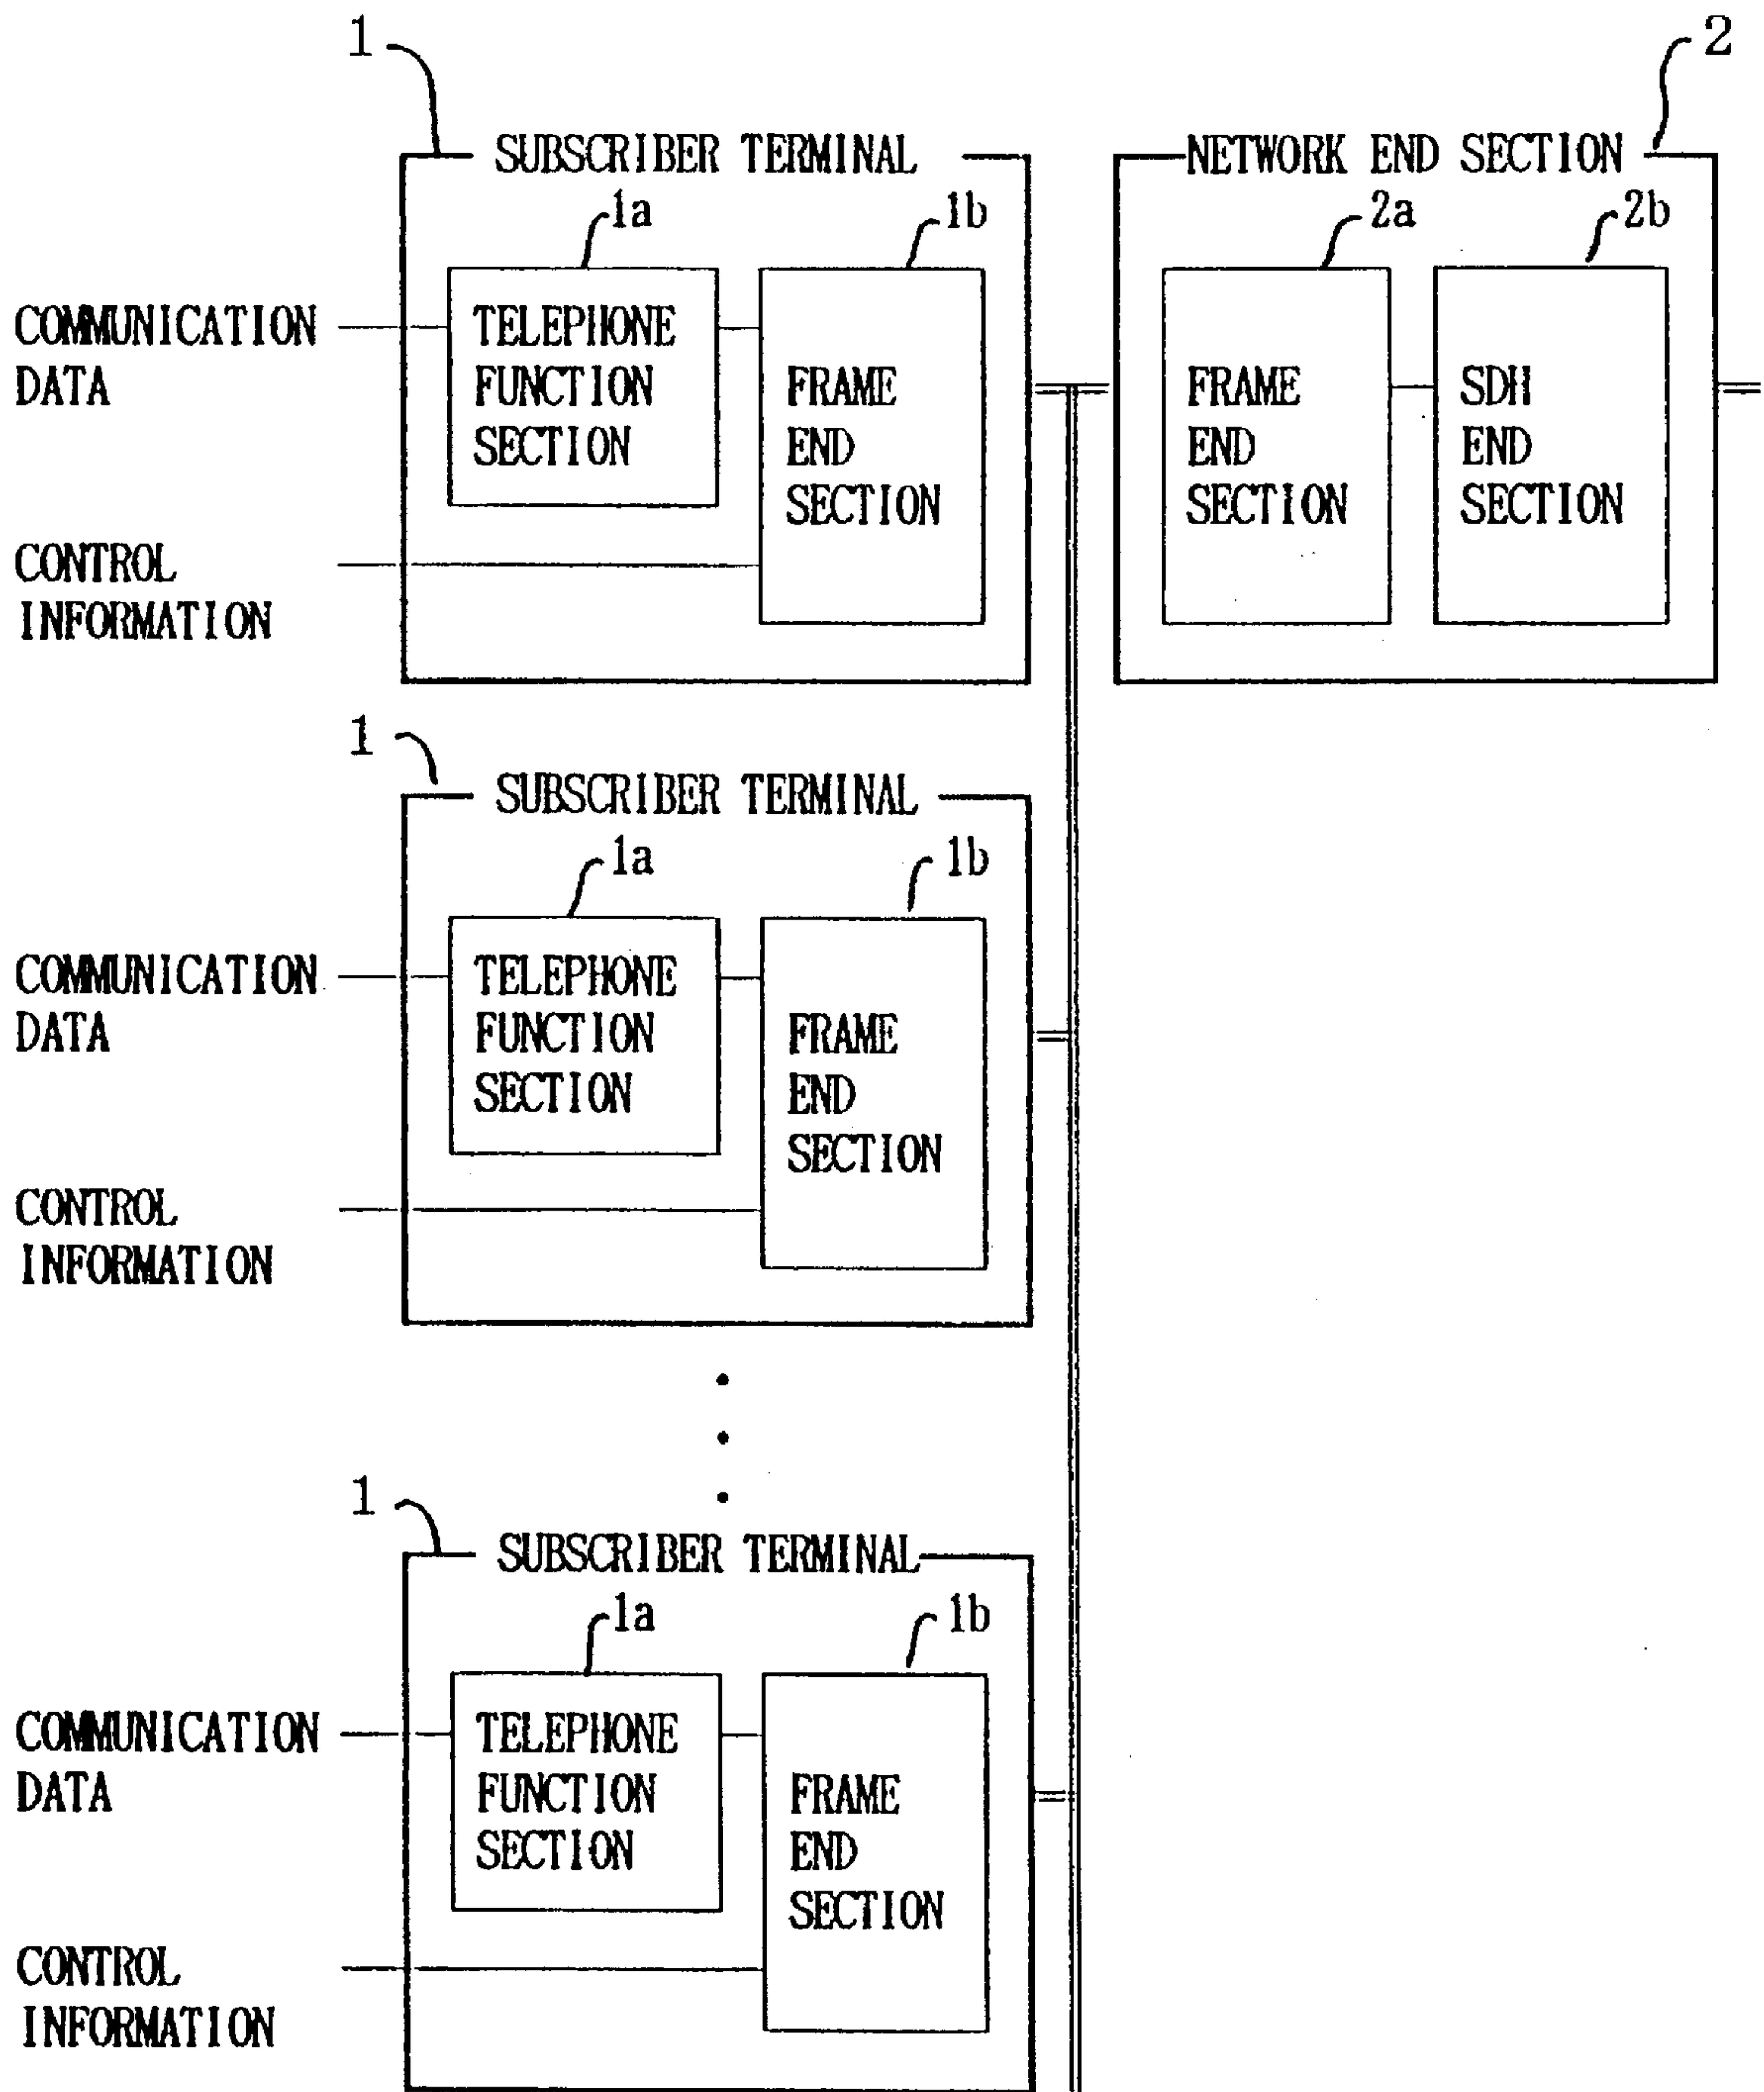 1
2
SUBSCRIBER TERMINAL
NETWORK END SECTION
1a
1b
2a
2b
COMMUNICATION
DATA
TELEPHONE
FUNCTION
SECTION
FRAME
END
SECTION
FRAME
END
SECTION
SDH
END
SECTION
CONTROL
INFORMATION
1
SUBSCRIBER TERMINAL
1a
1b
COMMUNICATION
DATA
TELEPHONE
FUNCTION
SECTION
FRAME
END
SECTION
CONTROL
INFORMATION
1
SUBSCRIBER TERMINAL
1a
1b
COMMUNICATION
DATA
TELEPHONE
FUNCTION
SECTION
FRAME
END
SECTION
CONTROL
INFORMATION